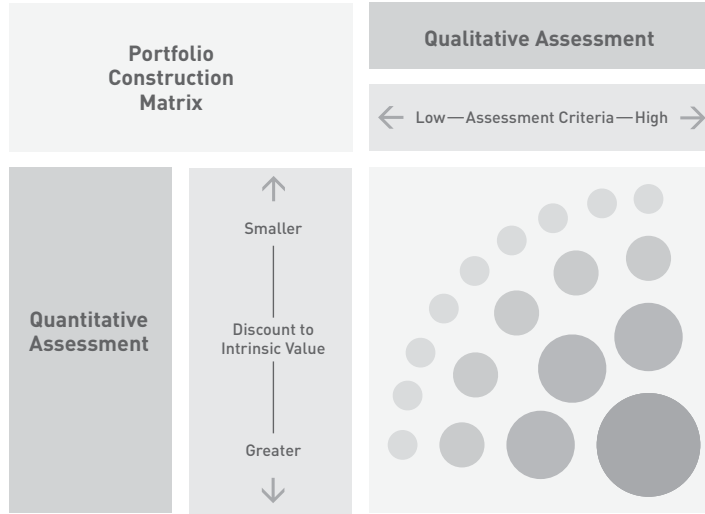 Portfolio
Construction
Matrix
Qualitative Assessment
Low—Assessment Criteria—High
Quantitative
Assessment
Smaller
Discount to
Intrinsic Value
Greater